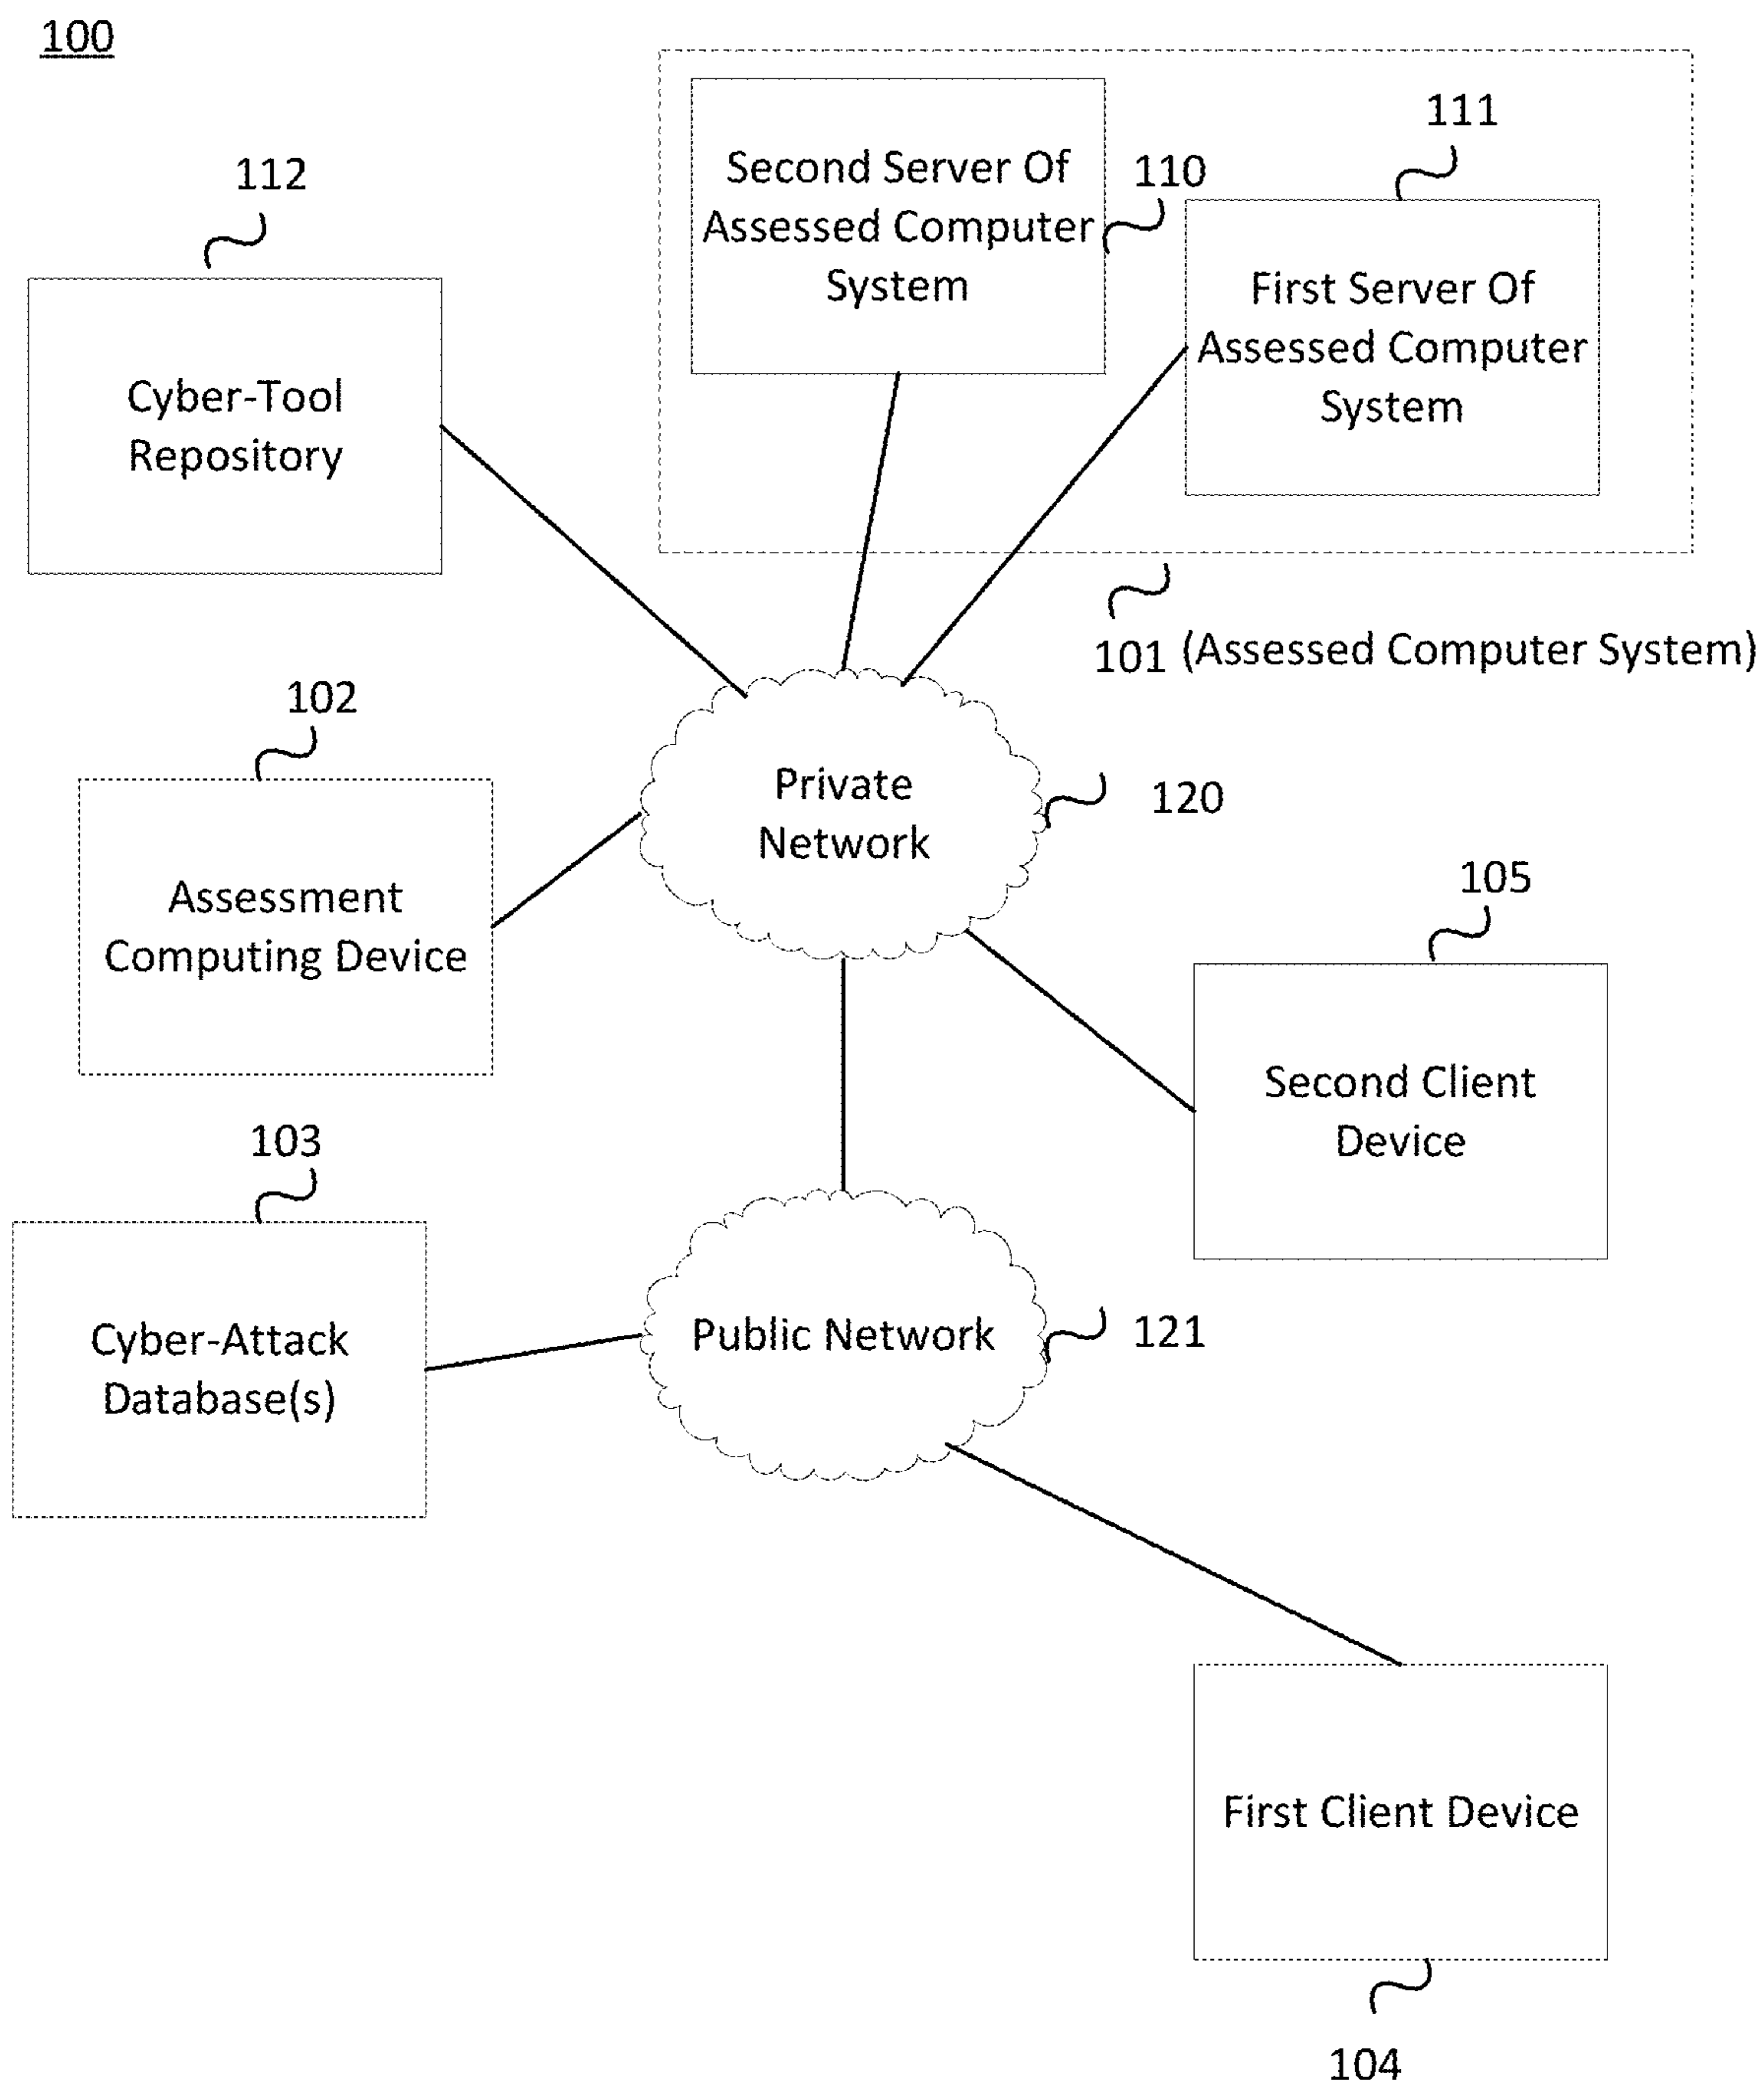 100
111
112
Second Server Of
Assessed Computer
System
110
First Server Of
Assessed Computer
System
Cyber-Tool
Repository
101 (Assessed Computer System)
102
Private
Network
120
105
Assessment
Computing Device
Second Client
Device
103
Public Network
121
Cyber-Attack
Database(s)
First Client Device
104